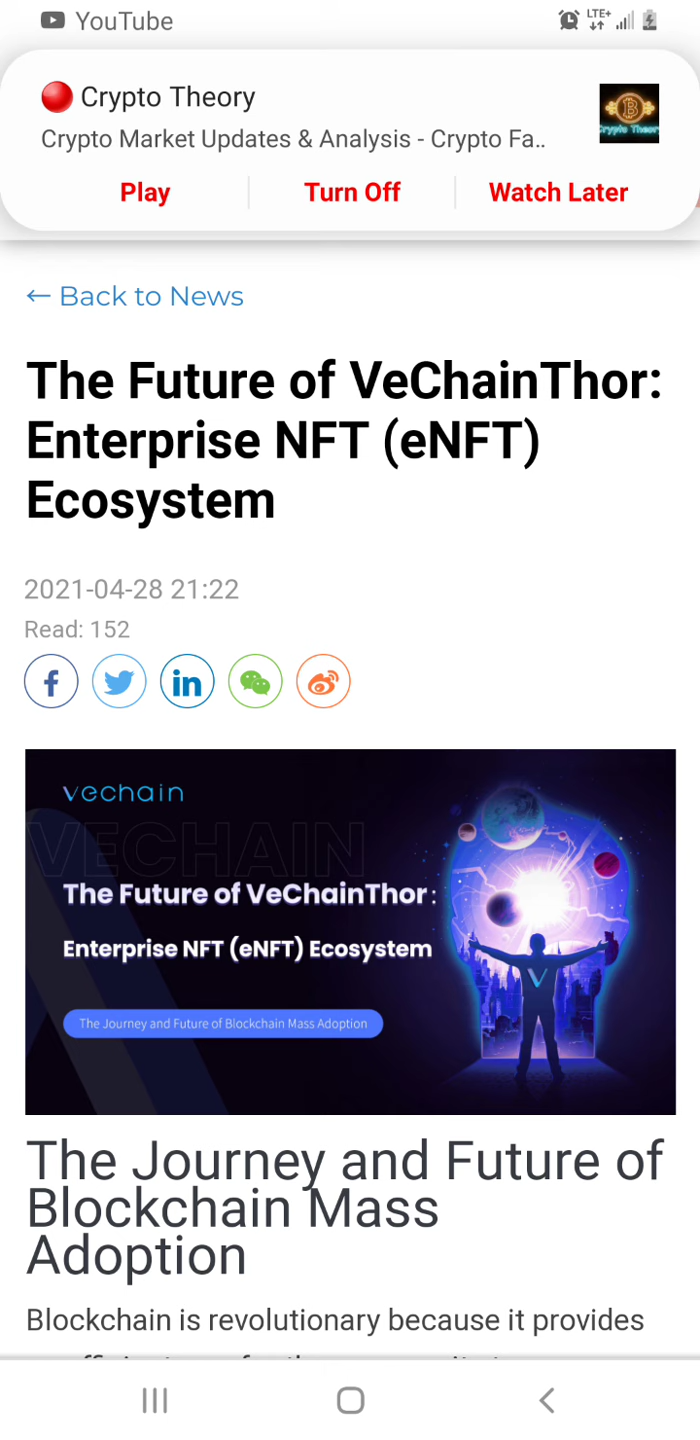 YouTube
LTE+
Crypto Theory
Crypto Market Updates & Analysis - Crypto Fa..
Crypto Theory
Play
Turn Off
Watch Later
← Back to News
The Future of VeChainThor:
Enterprise NFT (eNFT)
Ecosystem
2021-04-28 21:22
Read: 152
vechain
VECHAIN
The Future of VeChainThor:
Enterprise NFT (eNFT) Ecosystem
The Journey and Future of Blockchain Mass Adoption
The Journey and Future of
Blockchain Mass
Adoption
Blockchain is revolutionary because it provides